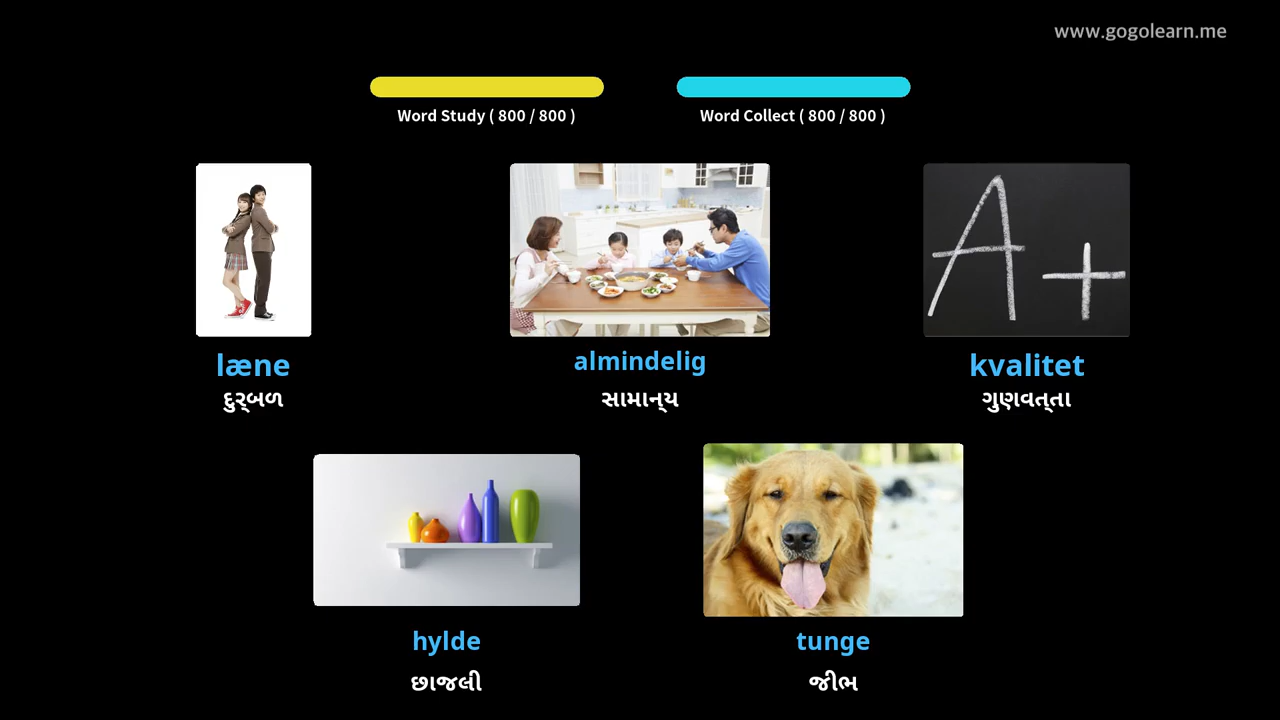 www.gogolearn.me
Word Study ( 800 / 800 )
Word Collect ( 800 / 800 )
læne
almindelig
kvalitet
દુર્બળ
સામાન્ય
ગુણવત્તા
hylde
tunge
છાજલી
જીભ